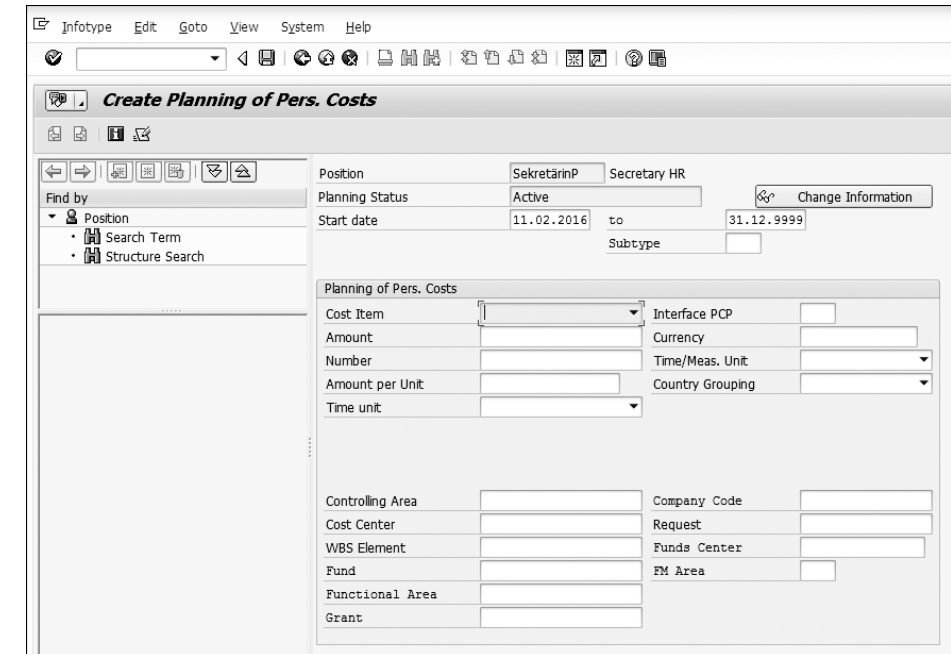 Infotype Edit Goto View System Help
Create Planning of Pers. Costs
Find by
Position
Search Term
Structure Search
Position SekretärinP Secretary HR
Planning Status Active Change Information
Start date 11.02.2016 to 31.12.9999
Subtype
Planning of Pers. Costs
Cost Item Interface PCP
Amount Currency
Number Time/Meas. Unit
Amount per Unit Country Grouping
Time unit
Controlling Area Company Code
Cost Center Request
WBS Element Funds Center
Fund FM Area
Functional Area
Grant